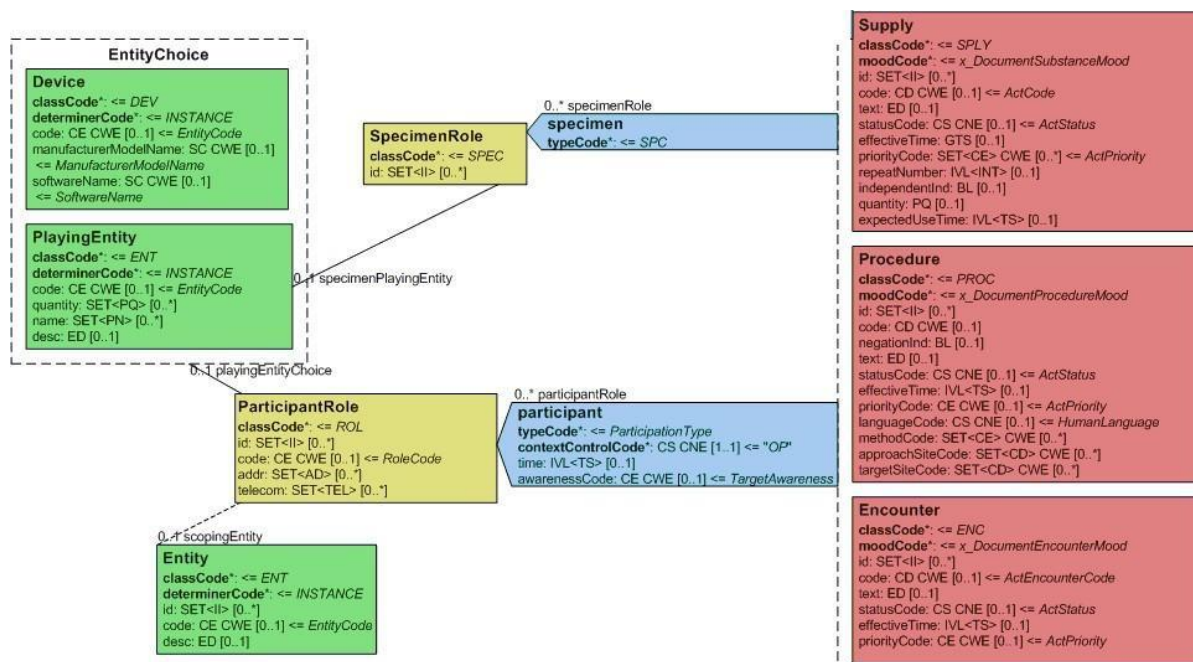 EntityChoice
Device
classCode*: <= DEV
determinerCode*: <= INSTANCE
code: CE CWE [0..1] <= EntityCode
manufacturerModelName: SC CWE [0..1]
<= ManufacturerModelName
softwareName: SC CWE [0..1]
<= SoftwareName
PlayingEntity
classCode*: <= ENT
determinerCode*: <= INSTANCE
code: CE CWE [0..1] <= EntityCode
quantity: SET<PQ> [0..*]
name: SET<PN> [0..*]
desc: ED [0..1]
0..1 playingEntityChoice
0..1 specimenPlayingEntity
SpecimenRole
classCode*: <= SPEC
id: SET<II> [0..*]
0..* specimenRole
specimen
typeCode*: <= SPC
ParticipantRole
classCode*: <= ROL
id: SET<II> [0..*]
code: CE CWE [0..1] <= RoleCode
addr: SET<AD> [0..*]
telecom: SET<TEL> [0..*]
0..* participantRole
participant
typeCode*: <= ParticipationType
contextControlCode*: CS CNE [1..1] <= "OP"
time: IVL<TS> [0..1]
awarenessCode: CE CWE [0..1] <= TargetAwareness
0..1 scopingEntity
Entity
classCode*: <= ENT
determinerCode*: <= INSTANCE
id: SET<II> [0..*]
code: CE CWE [0..1] <= EntityCode
desc: ED [0..1]
Supply
classCode*: <= SPLY
moodCode*: <= x_DocumentSubstanceMood
id: SET<II> [0..*]
code: CD CWE [0..1] <= ActCode
text: ED [0..1]
statusCode: CS CNE [0..1] <= ActStatus
effectiveTime: GTS [0..1]
priorityCode: SET<CE> CWE [0..*] <= ActPriority
repeatNumber: IVL<INT> [0..1]
independentInd: BL [0..1]
quantity: PQ [0..1]
expectedUseTime: IVL<TS> [0..1]
Procedure
classCode*: <= PROC
moodCode*: <= x_DocumentProcedureMood
id: SET<II> [0..*]
code: CD CWE [0..1]
negationInd: BL [0..1]
text: ED [0..1]
statusCode: CS CNE [0..1] <= ActStatus
effectiveTime: IVL<TS> [0..1]
priorityCode: CE CWE [0..1] <= ActPriority
languageCode: CS CNE [0..1] <= HumanLanguage
methodCode: SET<CE> CWE [0..*]
approachSiteCode: SET<CD> CWE [0..*]
targetSiteCode: SET<CD> CWE [0..*]
Encounter
classCode*: <= ENC
moodCode*: <= x_DocumentEncounterMood
id: SET<II> [0..*]
code: CD CWE [0..1] <= ActEncounterCode
text: ED [0..1]
statusCode: CS CNE [0..1] <= ActStatus
effectiveTime: IVL<TS> [0..1]
priorityCode: CE CWE [0..1] <= ActPriority